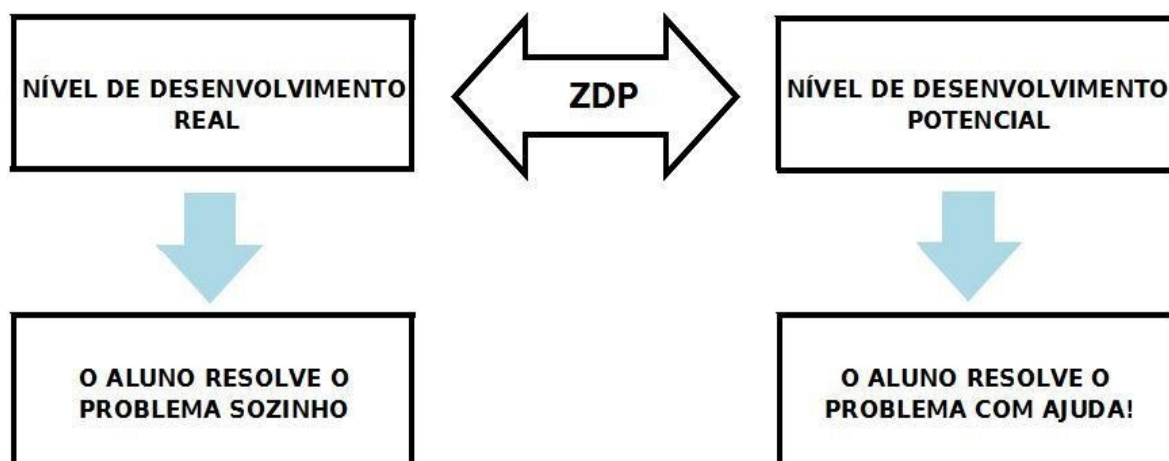 NÍVEL DE DESENVOLVIMENTO
REAL
ZDP
NÍVEL DE DESENVOLVIMENTO
POTENCIAL
O ALUNO RESOLVE O
PROBLEMA SOZINHO
O ALUNO RESOLVE O
PROBLEMA COM AJUDA!